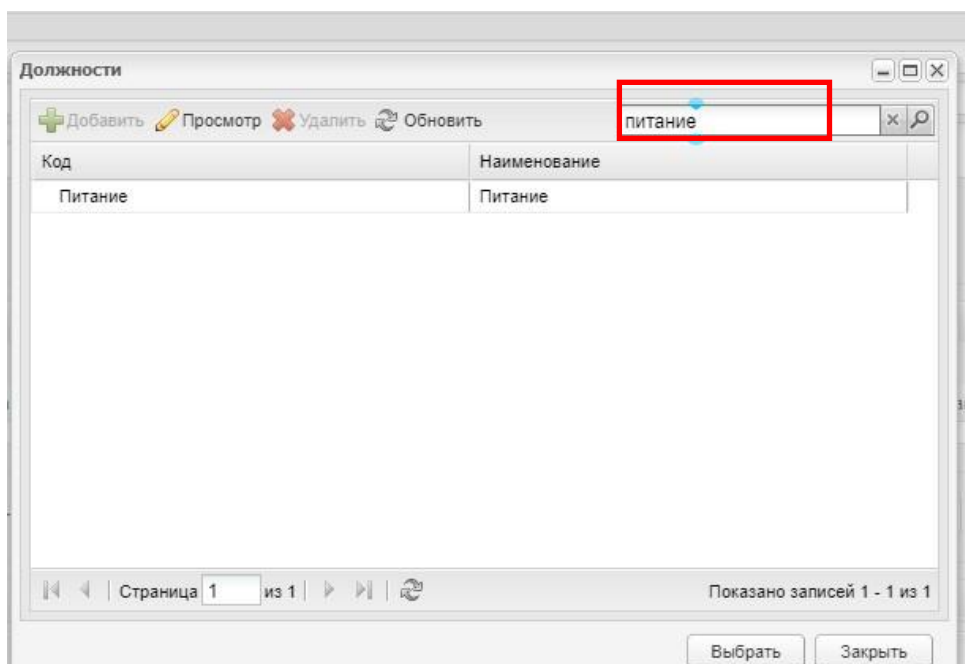 Должности
Добавить Просмотр Удалить Обновить питание
Код Наименование
Питание Питание
Страница 1 из 1 Показано записей 1 - 1 из 1
Выбрать Закрыть